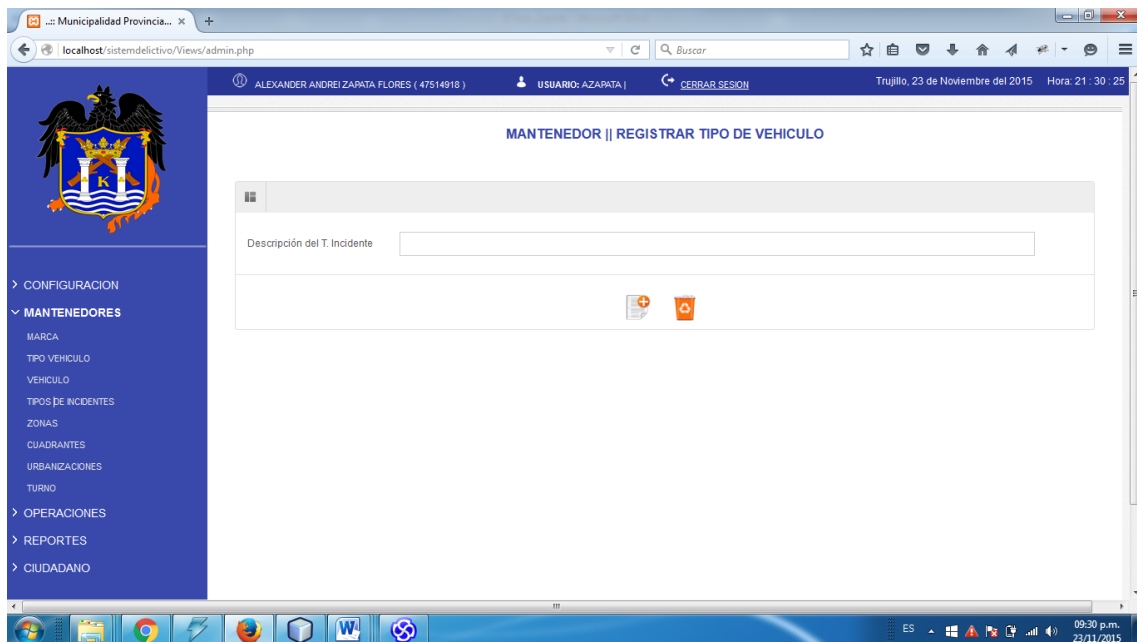 ..:: Municipalidad Provincia... × +
localhost/sistemdelictivo/Views/admin.php
Buscar
ALEXANDER ANDREI ZAPATA FLORES ( 47514918 ) USUARIO: AZAPATA | CERRAR SESION Trujillo, 23 de Noviembre del 2015 Hora: 21 : 30 : 25
K
MANTENEDOR || REGISTRAR TIPO DE VEHICULO
Descripción del T. Incidente
> CONFIGURACION
MANTENEDORES
MARCA
TIPO VEHICULO
VEHICULO
TIPOS DE INCIDENTES
ZONAS
CUADRANTES
URBANIZACIONES
TURNO
> OPERACIONES
> REPORTES
> CIUDADANO
W
ES
09:30 p.m.
23/11/2015